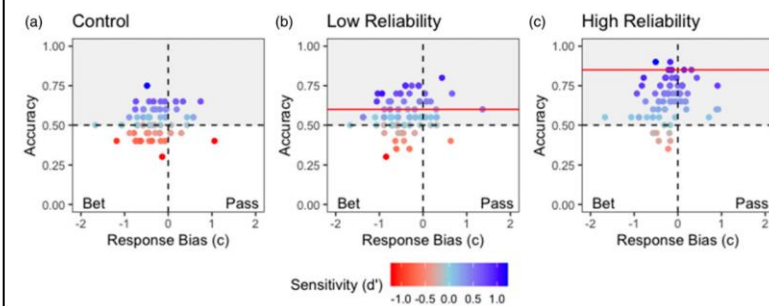 (a) Control
(b) Low Reliability
(c) High Reliability
1.00
0.75
0.50
0.25
0.00
Accuracy
Bet
Pass
-2 -1 0 1 2
Response Bias (c)
1.00
0.75
0.50
0.25
0.00
Accuracy
Bet
Pass
-2 -1 0 1 2
Response Bias (c)
1.00
0.75
0.50
0.25
0.00
Accuracy
Bet
Pass
-2 -1 0 1 2
Response Bias (c)
Sensitivity (d')
-1.0 -0.5 0.0 0.5 1.0